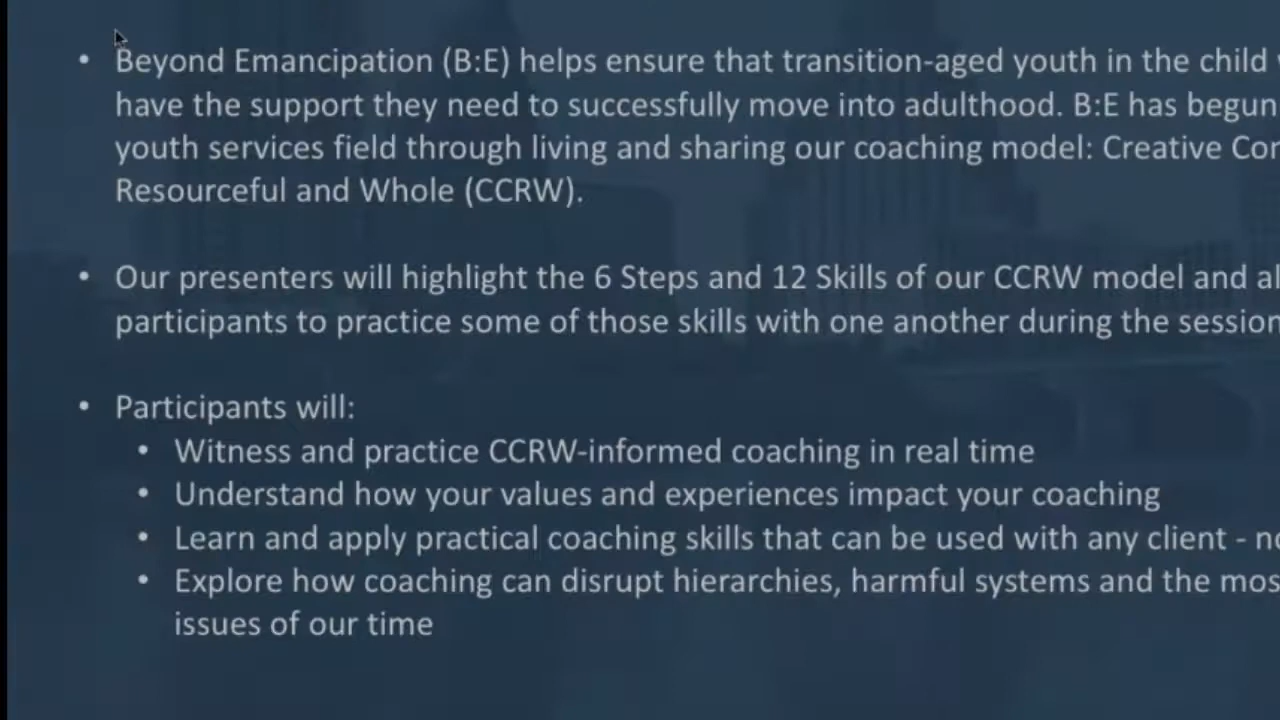 • Beyond Emancipation (B:E) helps ensure that transition-aged youth in the child
have the support they need to successfully move into adulthood. B:E has begun
youth services field through living and sharing our coaching model: Creative
Resourceful and Whole (CCRW).
• Our presenters will highlight the 6 Steps and 12 Skills of our CCRW model and
participants to practice some of those skills with one another during the session
• Participants will:
• Witness and practice CCRW-informed coaching in real time
• Understand how your values and experiences impact your coaching
• Learn and apply practical coaching skills that can be used with any client -
• Explore how coaching can disrupt hierarchies, harmful systems and the
issues of our time